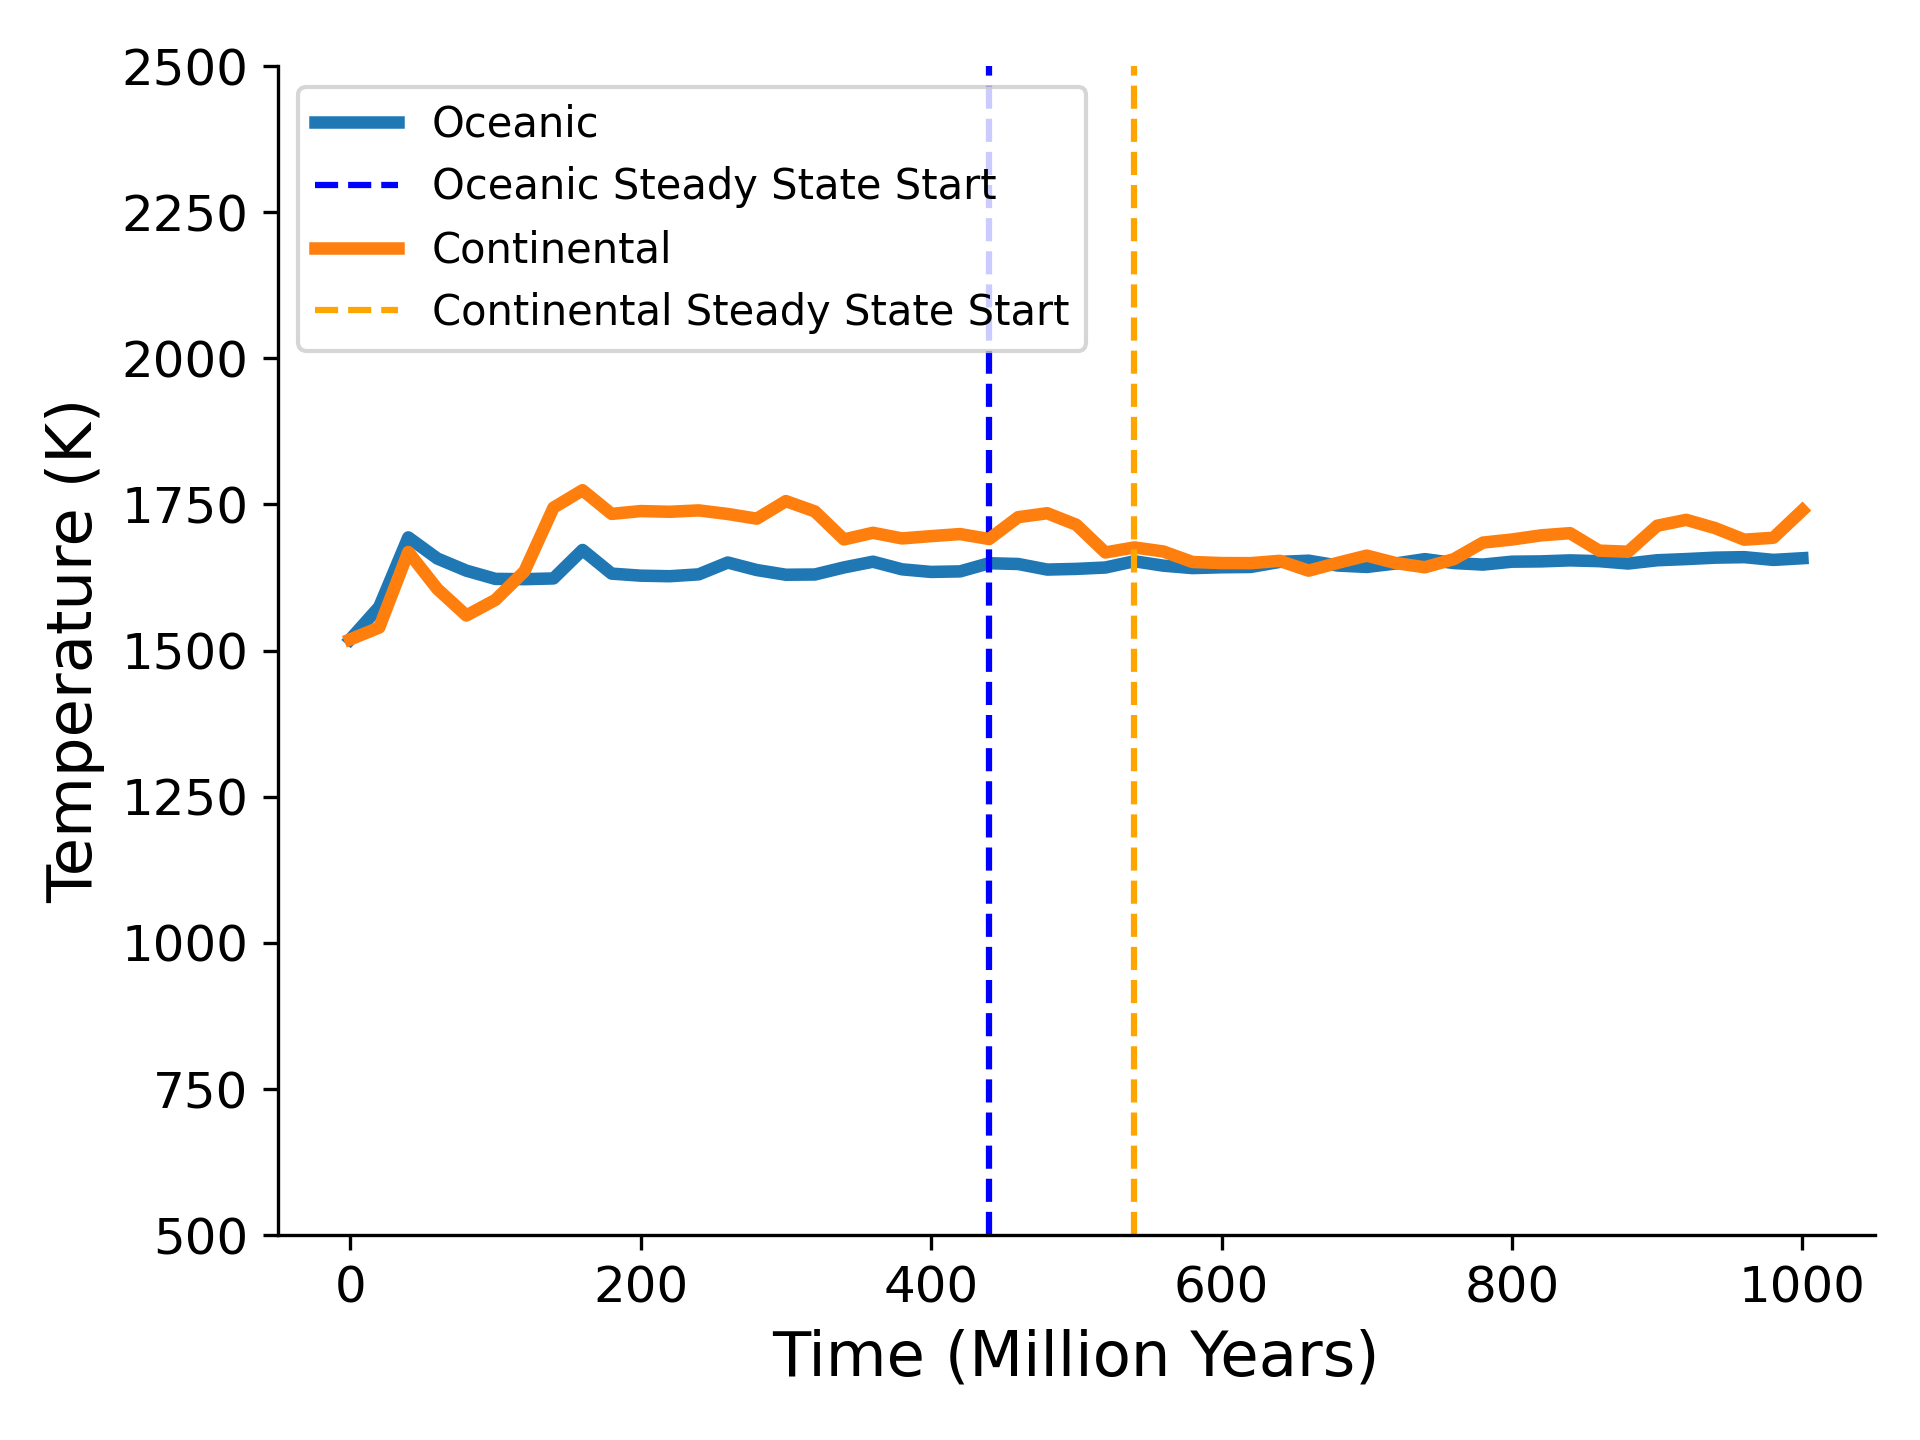 2500
2250
2000
1750
1500
1250
1000
750
500
Temperature (K)
Oceanic
Oceanic Steady State Start
Continental
Continental Steady State Start
0 200 400 600 800 1000
Time (Million Years)